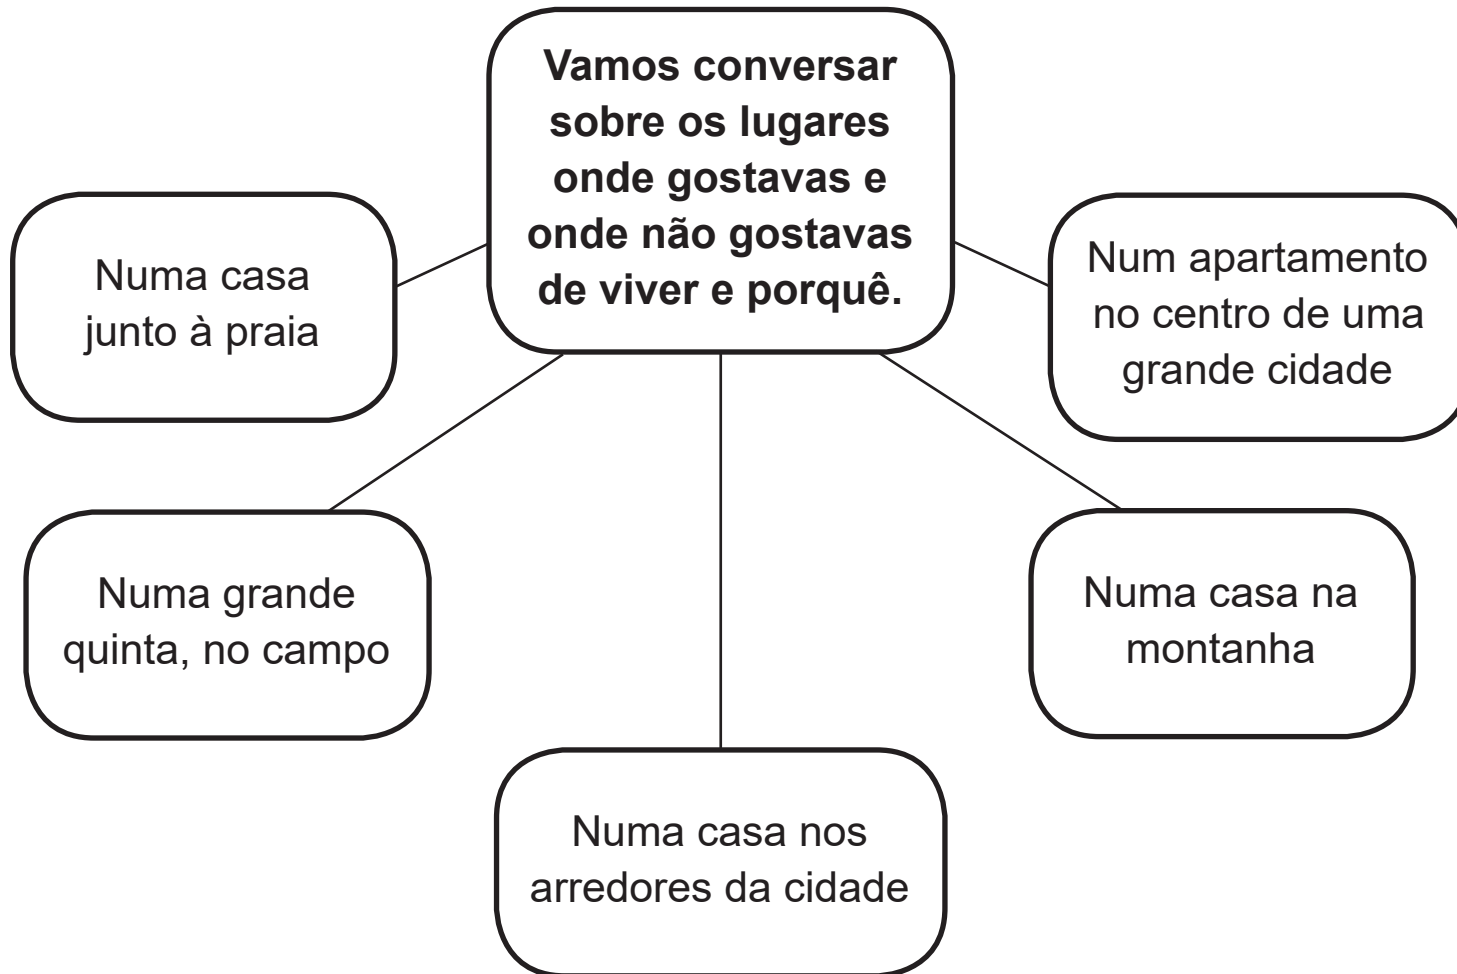 Vamos conversar
sobre os lugares
onde gostavas e
onde não gostavas
de viver e porquê.
Numa casa
junto à praia
Num apartamento
no centro de uma
grande cidade
Numa grande
quinta, no campo
Numa casa na
montanha
Numa casa nos
arredores da cidade